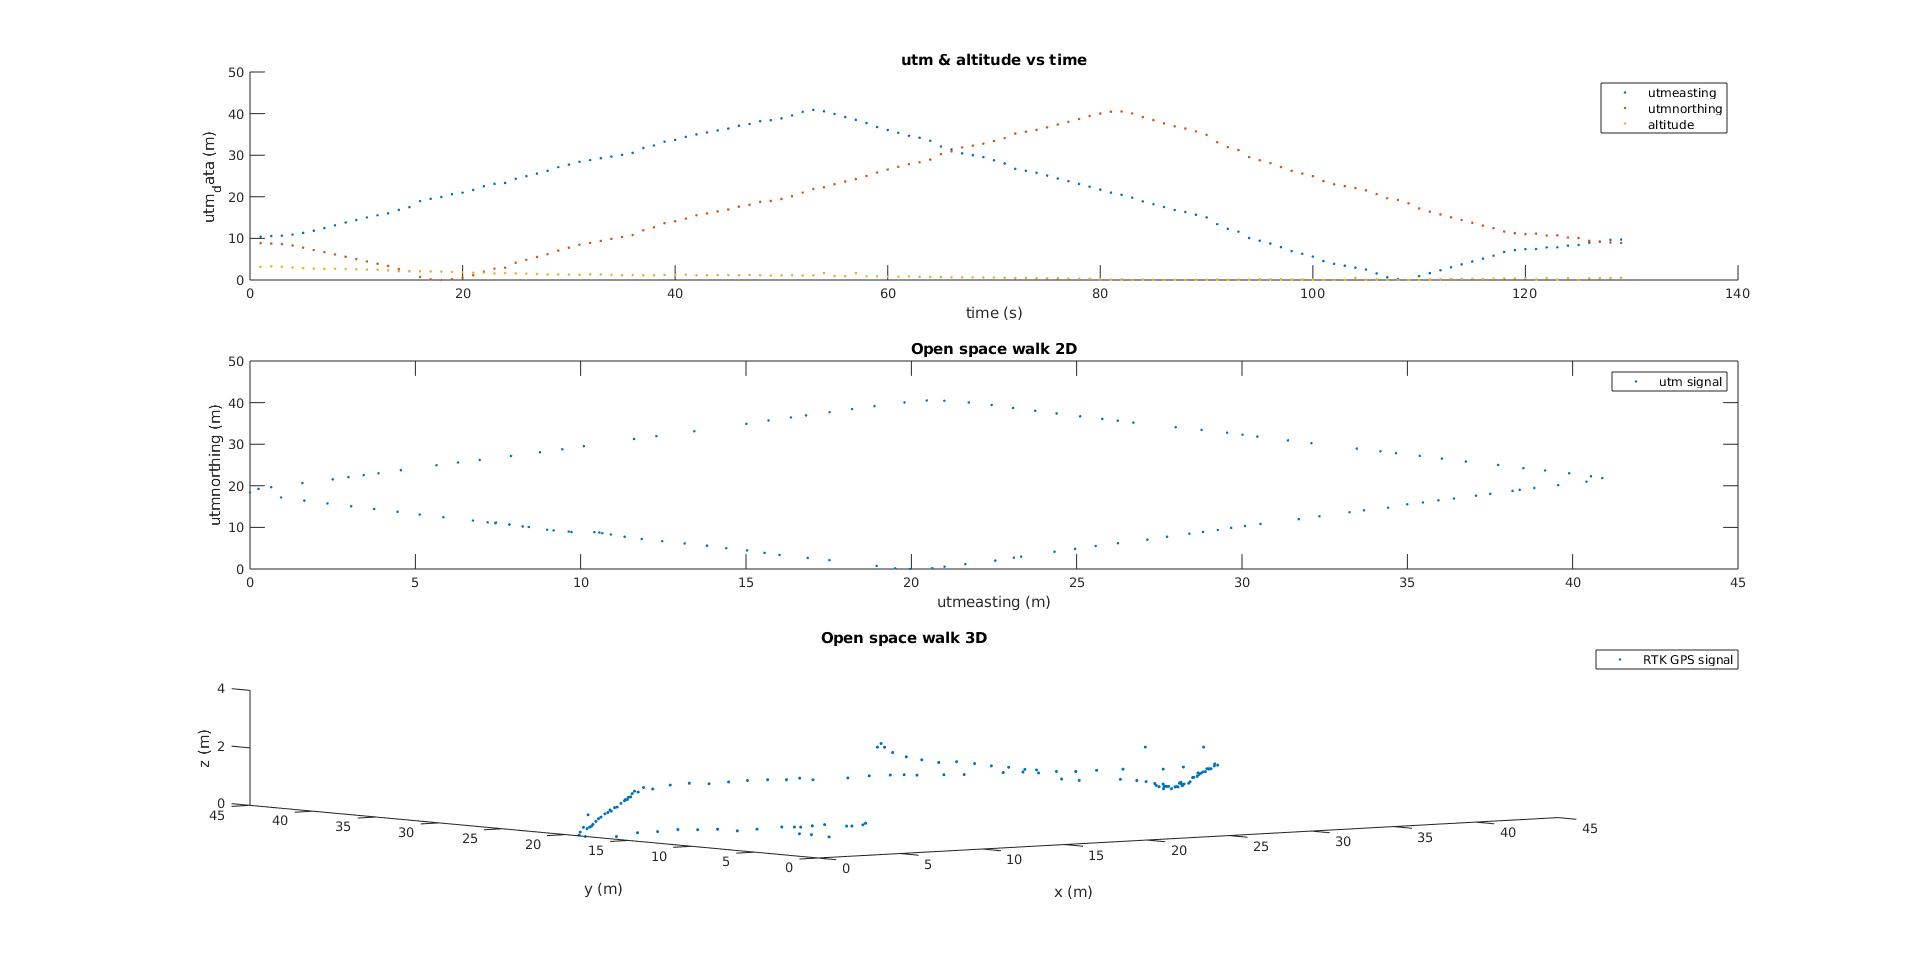 utm & altitude vs time
utm_data (m)
50
40
30
20
10
0
0 20 40 60 80 100 120 140
time (s)
utmeasting
utmnorthing
altitude
Open space walk 2D
utmnorthing (m)
50
40
30
20
10
0
0 5 10 15 20 25 30 35 40 45
utmeasting (m)
utm signal
Open space walk 3D
RTK GPS signal
z (m)
4
2
0
45 40 35 30 25 20 15 10 5 0
y (m)
0 5 10 15 20 25 30 35 40 45
x (m)